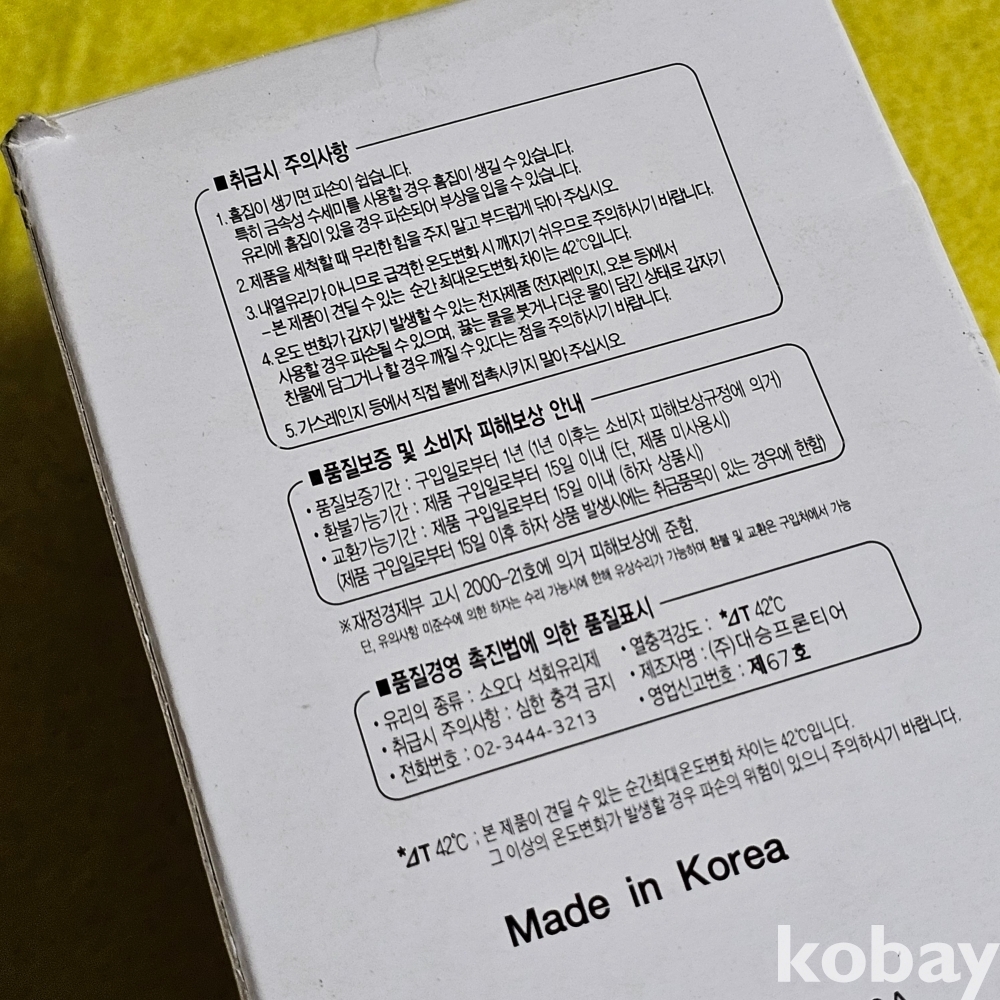 ■취급시 주의사항
1. 흠집이 생기면 파손이 쉽습니다.
특히 금속성 수세미를 사용할 경우 흠집이 생길 수 있습니다.
유리에 흠집이 있을 경우 파손되어 부상을 입을 수 있습니다.
2. 제품을 세척할 때 무리한 힘을 주지 말고 부드럽게 닦아 주십시오.
3. 내열유리가 아니므로 급격한 온도변화 시 깨지기 쉬우므로 주의하시기 바랍니다.
-본 제품이 견딜 수 있는 순간 최대온도변화 차이는 42℃입니다.
4. 온도 변화가 갑자기 발생할 수 있는 전자제품 (전자레인지, 오븐 등)에서
사용할 경우 파손될 수 있으며, 끓는 물을 붓거나 더운 물이 담긴 상태로 갑자기
찬물에 담그거나 할 경우 깨질 수 있다는 점을 주의하시기 바랍니다.
5. 가스레인지 등에서 직접 불에 접촉시키지 말아 주십시오.
■품질보증 및 소비자 피해보상 안내
• 품질보증기간 : 구입일로부터 1년 (1년 이후는 소비자 피해보상규정에 의거)
• 환불가능기간 : 제품 구입일로부터 15일 이내 (단, 제품 미사용시)
• 교환가능기간 : 제품 구입일로부터 15일 이내 (하자 상품시)
(제품 구입일로부터 15일 이후 하자 상품 발생시에는 취급품목이 있는 경우에 한함)
※재정경제부 고시 2000-21호에 의거 피해보상에 준함.
단, 유의사항 미준수에 의한 하자는 수리 가능시에 한해 유상수리가 가능하며 환불 및 교환은 구입처에서 가능
■품질경영 촉진법에 의한 품질표시
• 유리의 종류 : 소오다 석회유리제
• 열충격강도 : *ΔT 42℃
• 취급시 주의사항 : 심한 충격 금지
• 제조자명 : (주)대승프론티어
• 전화번호 : 02-3444-3213
• 영업신고번호 : 제67호
*ΔT 42℃ : 본 제품이 견딜 수 있는 순간최대온도변화 차이는 42℃입니다.
그 이상의 온도변화가 발생할 경우 파손의 위험이 있으니 주의하시기 바랍니다.
Made in Korea
kobay